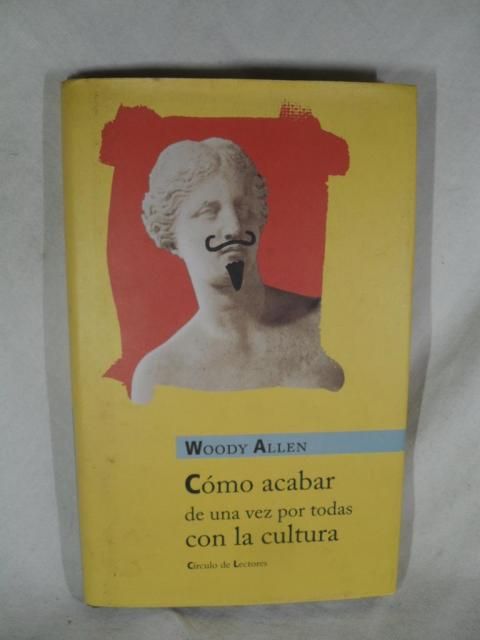 WOODY ALLEN
Cómo acabar
de una vez por todas
con la cultura
Círculo de Lectores